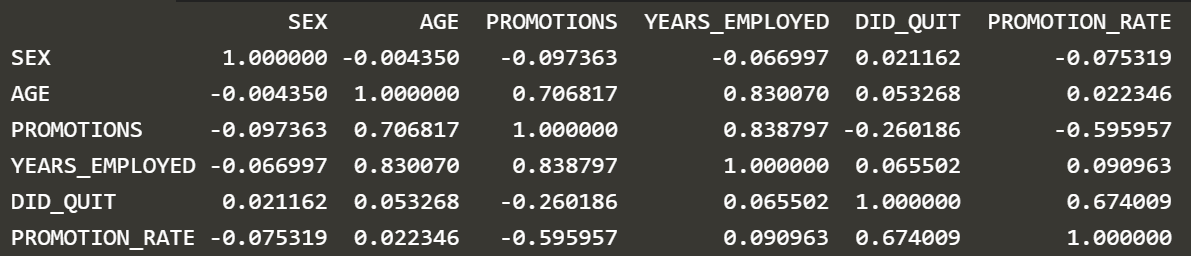 SEX AGE PROMOTIONS YEARS_EMPLOYED DID_QUIT PROMOTION_RATE
SEX 1.000000 -0.004350 -0.097363 -0.066997 0.021162 -0.075319
AGE -0.004350 1.000000 0.706817 0.830070 0.053268 0.022346
PROMOTIONS -0.097363 0.706817 1.000000 0.838797 -0.260186 -0.595957
YEARS_EMPLOYED -0.066997 0.830070 0.838797 1.000000 0.065502 0.090963
DID_QUIT 0.021162 0.053268 -0.260186 0.065502 1.000000 0.674009
PROMOTION_RATE -0.075319 0.022346 -0.595957 0.090963 0.674009 1.000000